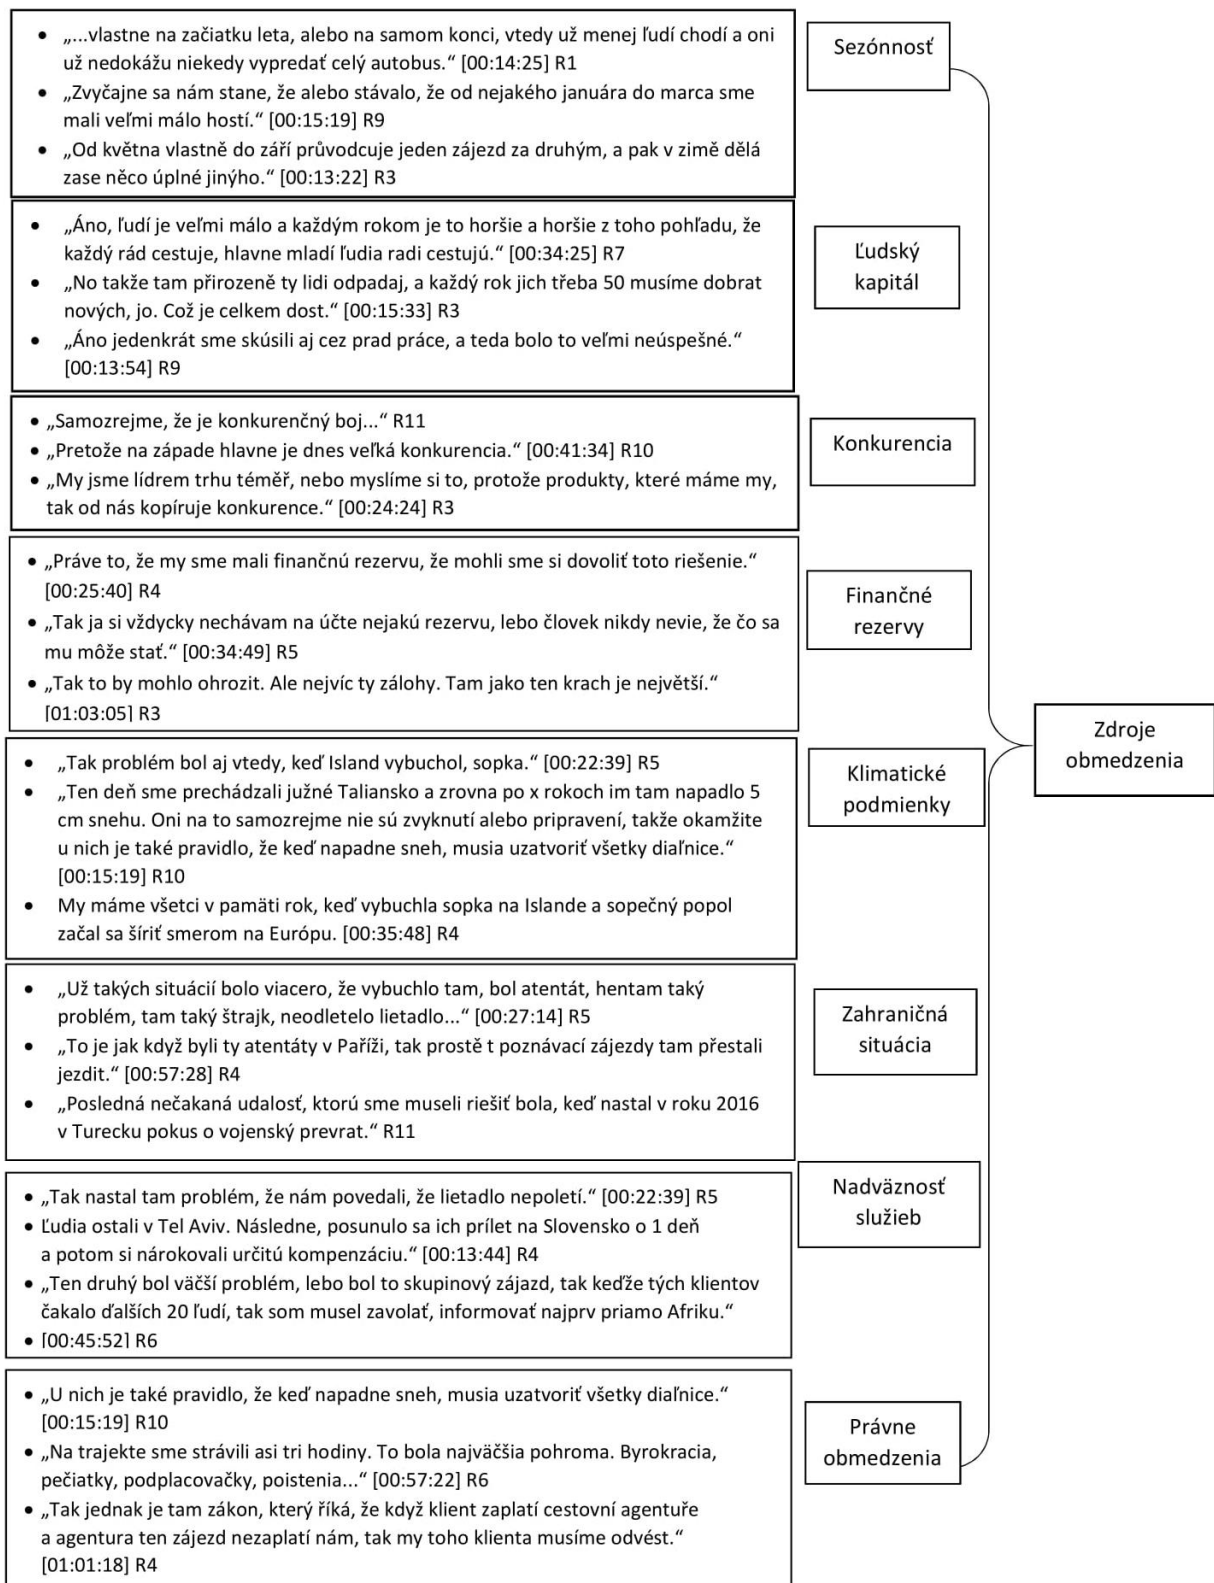 • „...vlastne na začiatku leta, alebo na samom konci, vtedy už menej ľudí chodí a oni
už nedokážu niekedy vypredať celý autobus.“ [00:14:25] R1
• „Zvyčajne sa nám stane, že alebo stávalo, že od nejakého januára do marca sme
mali veľmi málo hostí.“ [00:15:19] R9
• „Od května vlastně do září průvodcuje jeden zájezd za druhým, a pak v zimě dělá
zase něco úplné jinýho.“ [00:13:22] R3
Sezónnosť
• „Áno, ľudí je veľmi málo a každým rokom je to horšie a horšie z toho pohľadu, že
každý rád cestuje, hlavne mladí ľudia radi cestujú.“ [00:34:25] R7
• „No takže tam přirozeně ty lidi odpadaj, a každý rok jich třeba 50 musíme dobrat
nových, jo. Což je celkem dost.“ [00:15:33] R3
• „Áno jedenkrát sme skúsili aj cez prad práce, a teda bolo to veľmi neúspešné.“
[00:13:54] R9
Ľudský
kapitál
• „Samozrejme, že je konkurenčný boj...“ R11
• „Pretože na západe hlavne je dnes veľká konkurencia.“ [00:41:34] R10
• „My jsme lídrem trhu téměř, nebo myslíme si to, protože produkty, které máme my,
tak od nás kopíruje konkurence.“ [00:24:24] R3
Konkurencia
• „Práve to, že my sme mali finančnú rezervu, že mohli sme si dovoliť toto riešenie.“
[00:25:40] R4
• „Tak ja si vždycky nechávam na účte nejakú rezervu, lebo človek nikdy nevie, že čo sa
mu môže stať.“ [00:34:49] R5
• „Tak to by mohlo ohrozit. Ale nejvíc ty zálohy. Tam jako ten krach je největší.“
[01:03:05] R3
Finančné
rezervy
Zdroje
obmedzenia
• „Tak problém bol aj vtedy, keď Island vybuchol, sopka.“ [00:22:39] R5
• „Ten deň sme prechádzali južné Taliansko a zrovna po x rokoch im tam napadlo 5
cm snehu. Oni na to samozrejme nie sú zvyknutí alebo pripravení, takže okamžite
u nich je také pravidlo, že keď napadne sneh, musia uzatvoriť všetky diaľnice.“
[00:15:19] R10
• My máme všetci v pamäti rok, keď vybuchla sopka na Islande a sopečný popol
začal sa šíriť smerom na Európu. [00:35:48] R4
Klimatické
podmienky
• „Už takých situácií bolo viacero, že vybuchlo tam, bol atentát, hentam taký
problém, tam taký štrajk, neodletelo lietadlo...“ [00:27:14] R5
• „To je jak když byli ty atentáty v Paříži, tak prostě t poznávací zájezdy tam přestali
jezdit.“ [00:57:28] R4
• „Posledná nečakaná udalosť, ktorú sme museli riešiť bola, keď nastal v roku 2016
v Turecku pokus o vojenský prevrat.“ R11
Zahraničná
situácia
• „Tak nastal tam problém, že nám povedali, že lietadlo nepoletí.“ [00:22:39] R5
• Ľudia ostali v Tel Aviv. Následne, posunulo sa ich prílet na Slovensko o 1 deň
a potom si nárokovali určitú kompenzáciu.“ [00:13:44] R4
• „Ten druhý bol väčší problém, lebo bol to skupinový zájazd, tak keďže tých klientov
čakalo ďalších 20 ľudí, tak som musel zavolať, informovať najprv priamo Afriku.“
• [00:45:52] R6
Nadväznosť
služieb
• „U nich je také pravidlo, že keď napadne sneh, musia uzatvoriť všetky diaľnice.“
[00:15:19] R10
• „Na trajekte sme strávili asi tri hodiny. To bola najväčšia pohroma. Byrokracia,
pečiatky, podplacovačky, poistenia...“ [00:57:22] R6
• „Tak jednak je tam zákon, který říká, že když klient zaplatí cestovní agentuře
a agentura ten zájezd nezaplatí nám, tak my toho klienta musíme odvést.“
[01:01:18] R4
Právne
obmedzenia